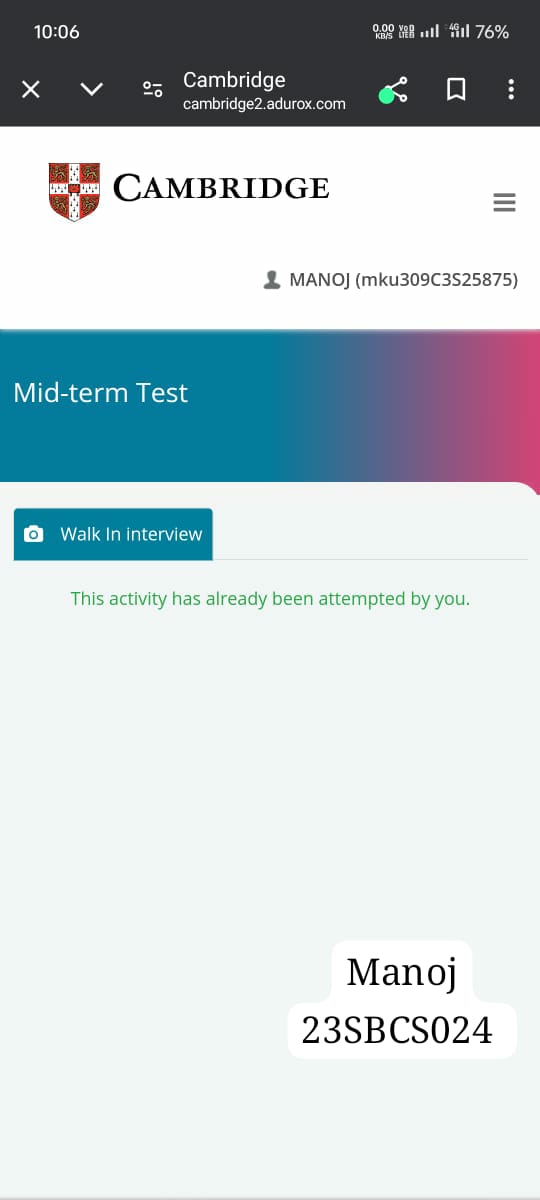 10:06
0.00 KB/S VoD LTE 4G 76%
Cambridge
cambridge2.adurox.com
CAMBRIDGE
MANOJ (mku309C3S25875)
Mid-term Test
Walk In interview
This activity has already been attempted by you.
Manoj
23SBCS024